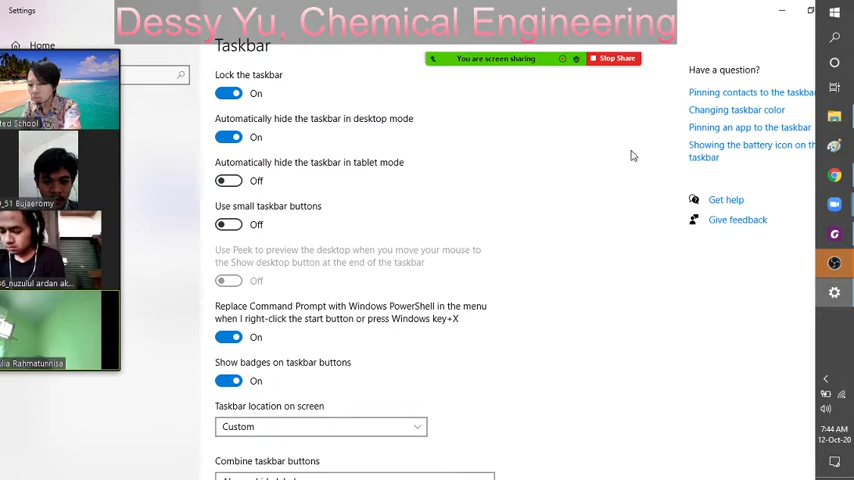 Dessy Yu, Chemical Engineering
Settings
Home
Taskbar
You are screen sharing
Stop Share
Lock the taskbar
On
Automatically hide the taskbar in desktop mode
On
Automatically hide the taskbar in tablet mode
Off
Use small taskbar buttons
Off
Use Peek to preview the desktop when you move your mouse to
the Show desktop button at the end of the taskbar
Off
Replace Command Prompt with Windows PowerShell in the menu
when I right-click the start button or press Windows key+X
On
Show badges on taskbar buttons
On
Taskbar location on screen
Custom
Combine taskbar buttons
Have a question?
Pinning contacts to the taskbar
Changing taskbar color
Pinning an app to the taskbar
Showing the battery icon on th
taskbar
Get help
Give feedback
ted School
_51 Bujaeromy
36_nuzulul ardan ak...
ulia Rahmatunnisa
7:44 AM
12-Oct-20